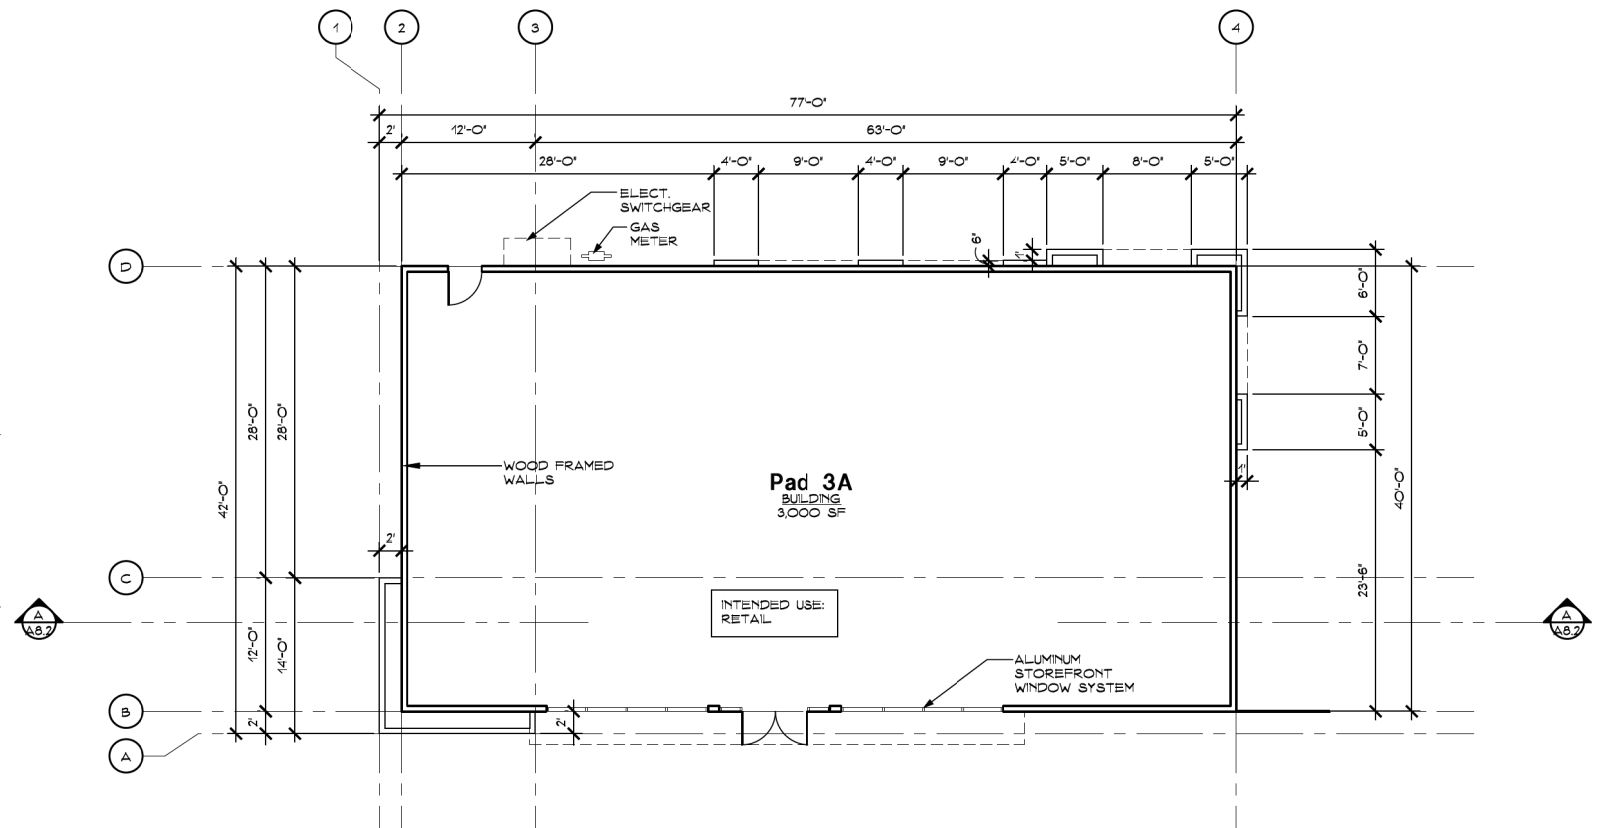 1 2 3 4
77'-0"
2' 12'-0" 63'-0"
28'-0" 4'-0" 9'-0" 4'-0" 9'-0" 4'-0" 5'-0" 8'-0" 5'-0"
ELECT.
SWITCHGEAR
GAS
METER
6"
1'
D
6'-0"
7'-0"
28'-0"
28'-0"
5'-0"
WOOD FRAMED
WALLS
Pad 3A
BUILDING
3,000 SF
1'
42'-0"
40'-0"
2'
C
23'-6"
INTENDED USE:
RETAIL
A
A8.2
A
A8.2
12'-0"
14'-0"
ALUMINUM
STOREFRONT
WINDOW SYSTEM
B
2'
2'
A